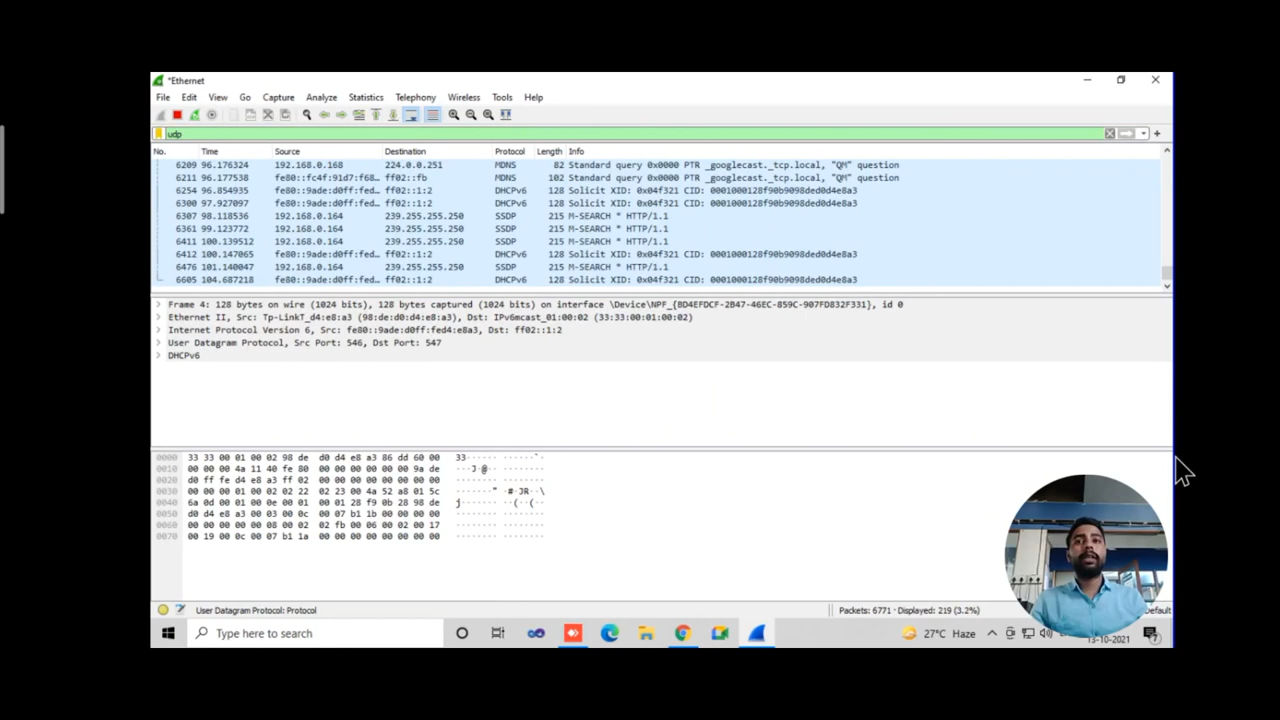 *Ethernet
File Edit View Go Capture Analyze Statistics Telephony Wireless Tools Help
udp
No. Time Source Destination Protocol Length Info
6209 96.176324 192.168.0.168 224.0.0.251 MDNS 82 Standard query 0x0000 PTR _googlecast._tcp.local, "QM" question
6211 96.177538 fe80::fc4f:91d7:f68… ff02::fb MDNS 102 Standard query 0x0000 PTR _googlecast._tcp.local, "QM" question
6254 96.854935 fe80::9ade:d0ff:fed… ff02::1:2 DHCPv6 128 Solicit XID: 0x04f321 CID: 0001000128f90b9098ded0d4e8a3
6300 97.927097 fe80::9ade:d0ff:fed… ff02::1:2 DHCPv6 128 Solicit XID: 0x04f321 CID: 0001000128f90b9098ded0d4e8a3
6307 98.118536 192.168.0.164 239.255.255.250 SSDP 215 M-SEARCH * HTTP/1.1
6361 99.123772 192.168.0.164 239.255.255.250 SSDP 215 M-SEARCH * HTTP/1.1
6411 100.139512 192.168.0.164 239.255.255.250 SSDP 215 M-SEARCH * HTTP/1.1
6412 100.147065 fe80::9ade:d0ff:fed… ff02::1:2 DHCPv6 128 Solicit XID: 0x04f321 CID: 0001000128f90b9098ded0d4e8a3
6476 101.140047 192.168.0.164 239.255.255.250 SSDP 215 M-SEARCH * HTTP/1.1
6605 104.687218 fe80::9ade:d0ff:fed… ff02::1:2 DHCPv6 128 Solicit XID: 0x04f321 CID: 0001000128f90b9098ded0d4e8a3
Frame 4: 128 bytes on wire (1024 bits), 128 bytes captured (1024 bits) on interface \Device\NPF_{BD4EFDCF-2B47-46EC-859C-907FD832F331}, id 0
Ethernet II, Src: Tp-LinkT_d4:e8:a3 (98:de:d0:d4:e8:a3), Dst: IPv6mcast_01:00:02 (33:33:00:01:00:02)
Internet Protocol Version 6, Src: fe80::9ade:d0ff:fed4:e8a3, Dst: ff02::1:2
User Datagram Protocol, Src Port: 546, Dst Port: 547
DHCPv6
0000 33 33 00 01 00 02 98 de d0 d4 e8 a3 86 dd 60 00 33······ ······`·
0010 00 00 00 4a 11 40 fe 80 00 00 00 00 00 00 9a de ···J·@·· ········
0020 d0 ff fe d4 e8 a3 ff 02 00 00 00 00 00 00 00 00 ········ ········
0030 00 00 00 01 00 02 02 22 02 23 00 4a 52 a8 01 5c ·······" ·#·JR··\
0040 6a 0d 00 01 00 0e 00 01 00 01 28 f9 0b 28 98 de j······· ··(··(··
0050 d0 d4 e8 a3 00 03 00 0c 00 07 b1 1b 00 00 00 00 ········ ········
0060 00 00 00 00 00 08 00 02 02 fb 00 06 00 02 00 17 ········ ········
0070 00 19 00 0c 00 07 b1 1a 00 00 00 00 00 00 00 00 ········ ········
User Datagram Protocol: Protocol Packets: 6771 · Displayed: 219 (3.2%) Default
Type here to search 27°C Haze
13-10-2021